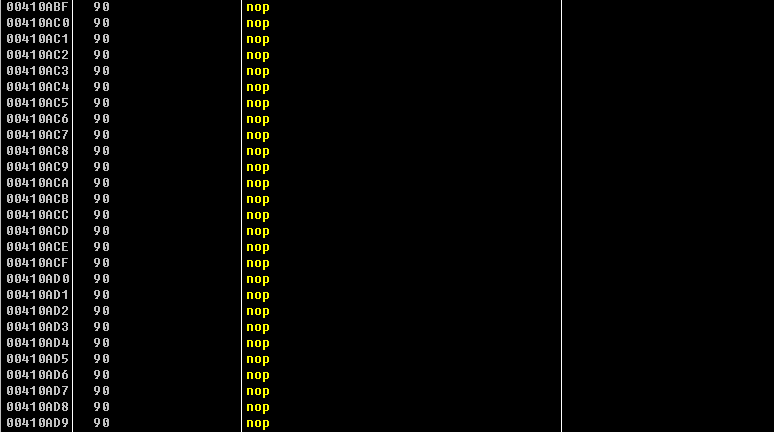 00410ABF 90 nop
00410AC0 90 nop
00410AC1 90 nop
00410AC2 90 nop
00410AC3 90 nop
00410AC4 90 nop
00410AC5 90 nop
00410AC6 90 nop
00410AC7 90 nop
00410AC8 90 nop
00410AC9 90 nop
00410ACA 90 nop
00410ACB 90 nop
00410ACC 90 nop
00410ACD 90 nop
00410ACE 90 nop
00410ACF 90 nop
00410AD0 90 nop
00410AD1 90 nop
00410AD2 90 nop
00410AD3 90 nop
00410AD4 90 nop
00410AD5 90 nop
00410AD6 90 nop
00410AD7 90 nop
00410AD8 90 nop
00410AD9 90 nop